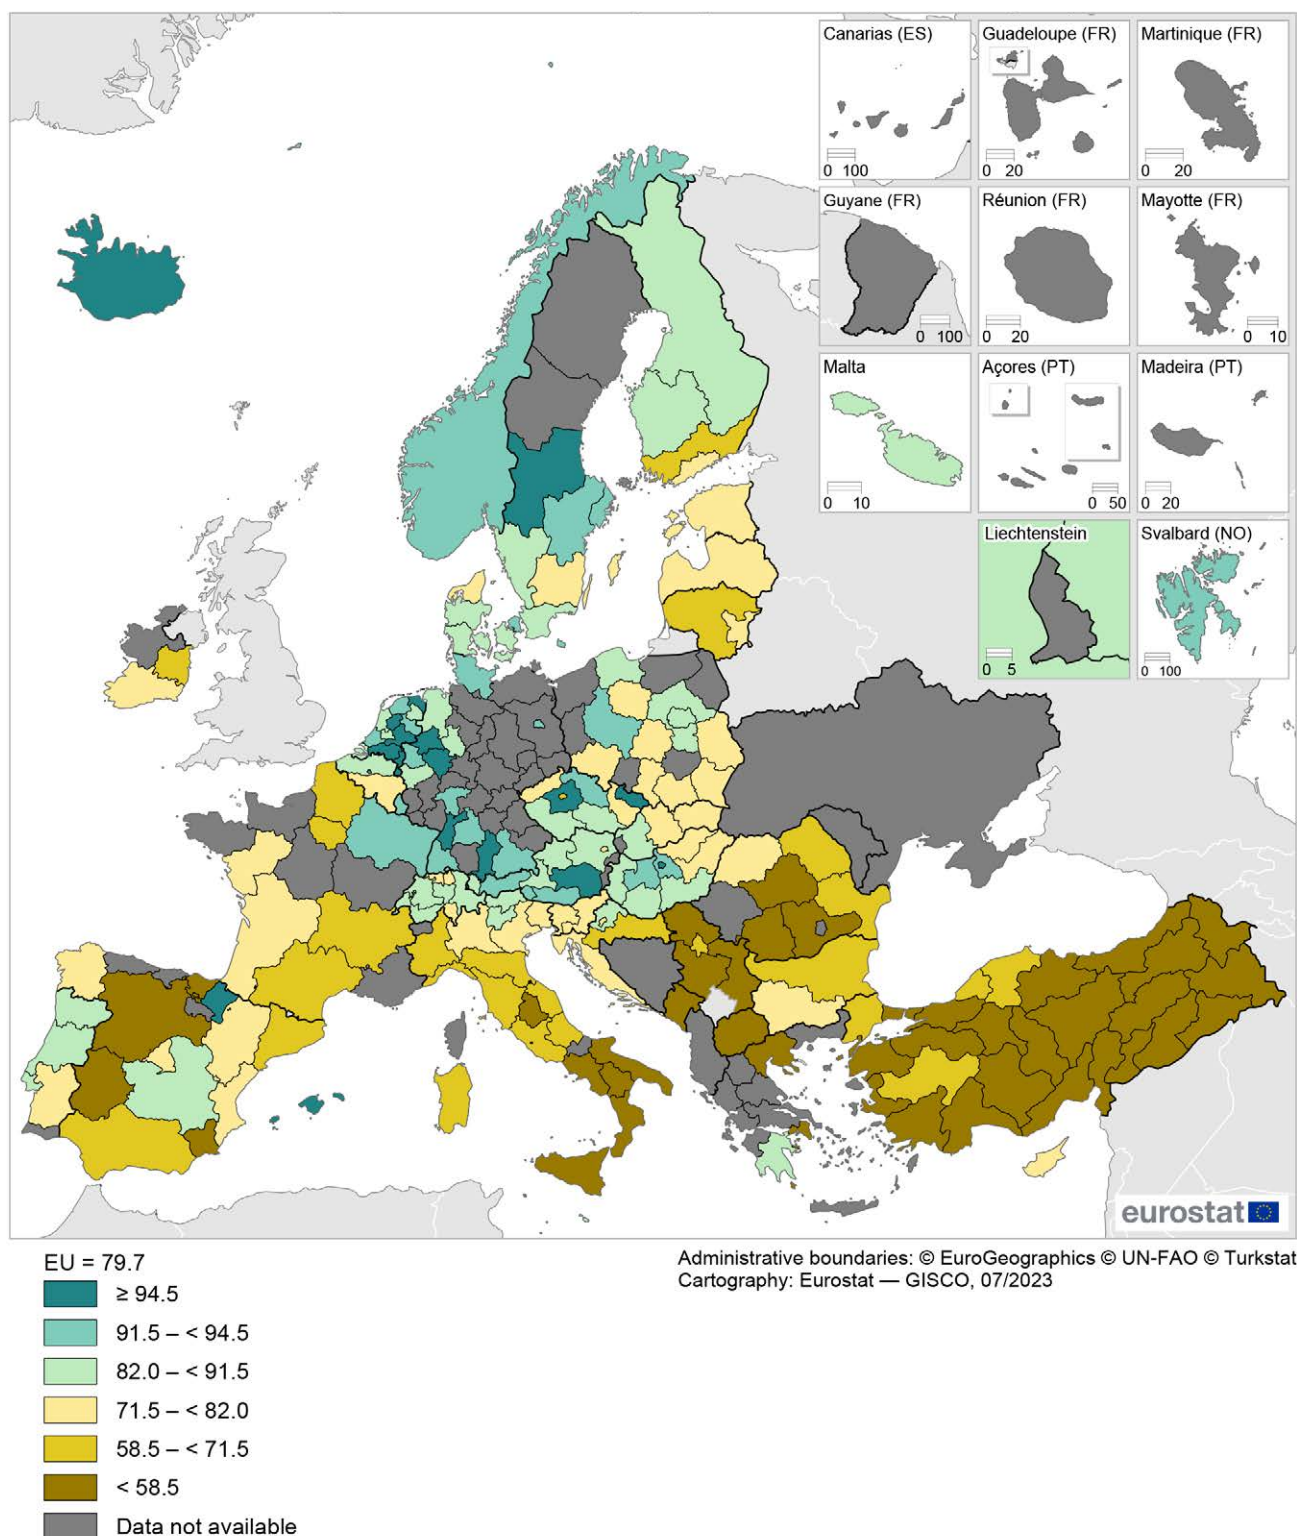 Canarias (ES)
0 100
Guadeloupe (FR)
0 20
Martinique (FR)
0 20
Guyane (FR)
0 100
Réunion (FR)
0 20
Mayotte (FR)
0 10
Malta
0 10
Açores (PT)
0 50
Madeira (PT)
0 20
Liechtenstein
0 5
Svalbard (NO)
0 100
eurostat
EU = 79.7
≥ 94.5
91.5 – < 94.5
82.0 – < 91.5
71.5 – < 82.0
58.5 – < 71.5
< 58.5
Data not available
Administrative boundaries: © EuroGeographics © UN-FAO © Turkstat
Cartography: Eurostat — GISCO, 07/2023